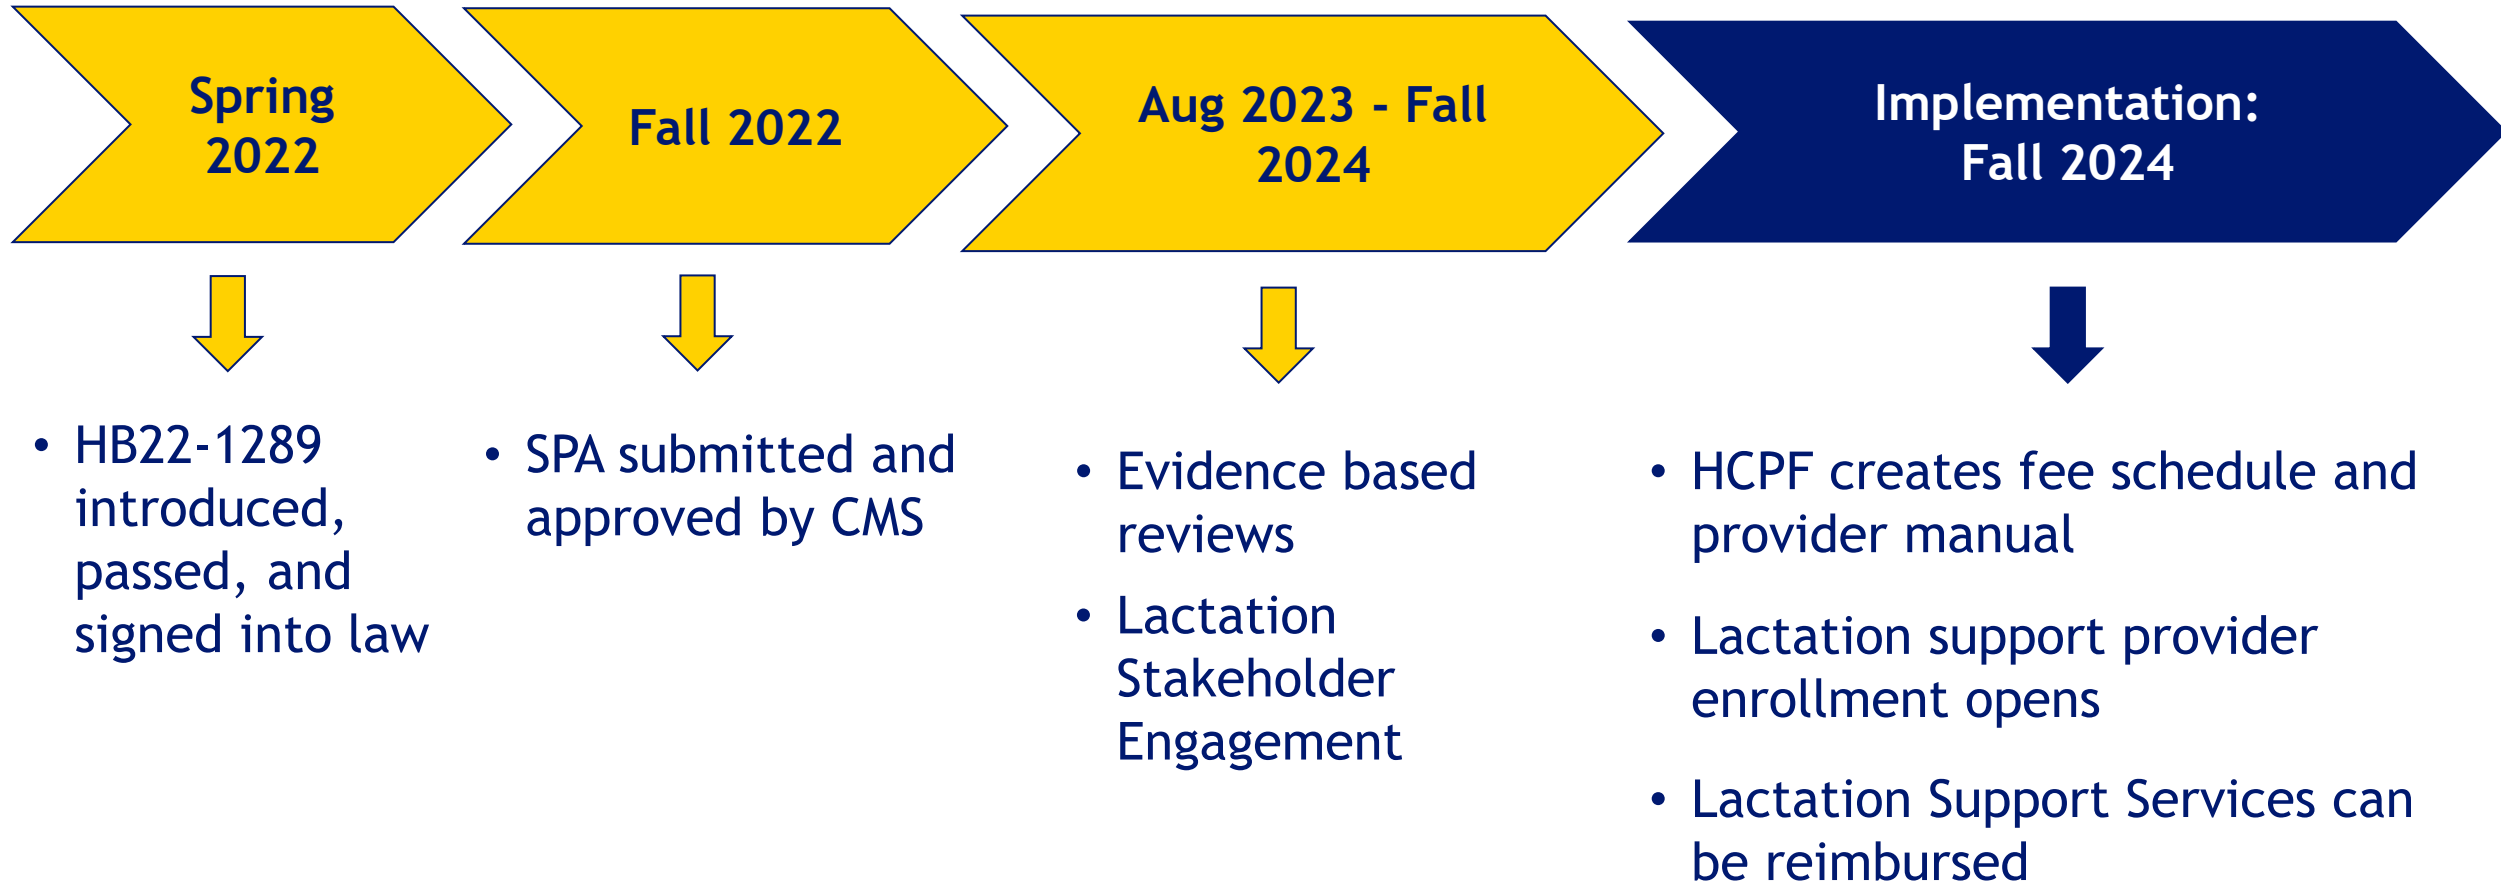 Spring
2022
Fall 2022
Aug 2023 - Fall
2024
Implementation:
Fall 2024
• HB22-1289
introduced,
passed, and
signed into law
• SPA submitted and
approved by CMS
• Evidence based
reviews
• Lactation
Stakeholder
Engagement
• HCPF creates fee schedule and
provider manual
• Lactation support provider
enrollment opens
• Lactation Support Services can
be reimbursed